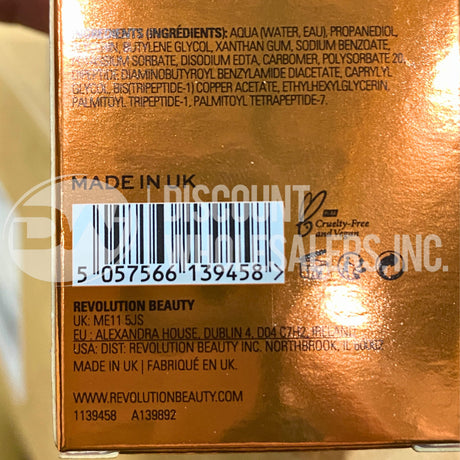 INGREDIENTS (INGRÉDIENTS): AQUA (WATER, EAU), PROPANEDIOL,
BUTYLENE GLYCOL, XANTHAN GUM, SODIUM BENZOATE,
SORBATE, DISODIUM EDTA, CARBOMER, POLYSORBATE 20,
DIAMINOBUTYROYL BENZYLAMIDE DIACETATE, CAPRYLYL
GLYCOL, BIS(TRIPEPTIDE-1) COPPER ACETATE, ETHYLHEXYLGLYCERIN,
PALMITOYL TRIPEPTIDE-1, PALMITOYL TETRAPEPTIDE-7.
MADE IN UK
DISCOUNT
WHOLESALERS, INC.
Cruelty-Free
and Vegan
5 057566 139458 >
REVOLUTION BEAUTY
UK: ME11 5JS
EU : ALEXANDRA HOUSE, DUBLIN 4, D04 C7H2, IRELAND
USA: DIST: REVOLUTION BEAUTY INC. NORTHBROOK, IL
MADE IN UK | FABRIQUÉ EN UK.
WWW.REVOLUTIONBEAUTY.COM
1139458 A139892